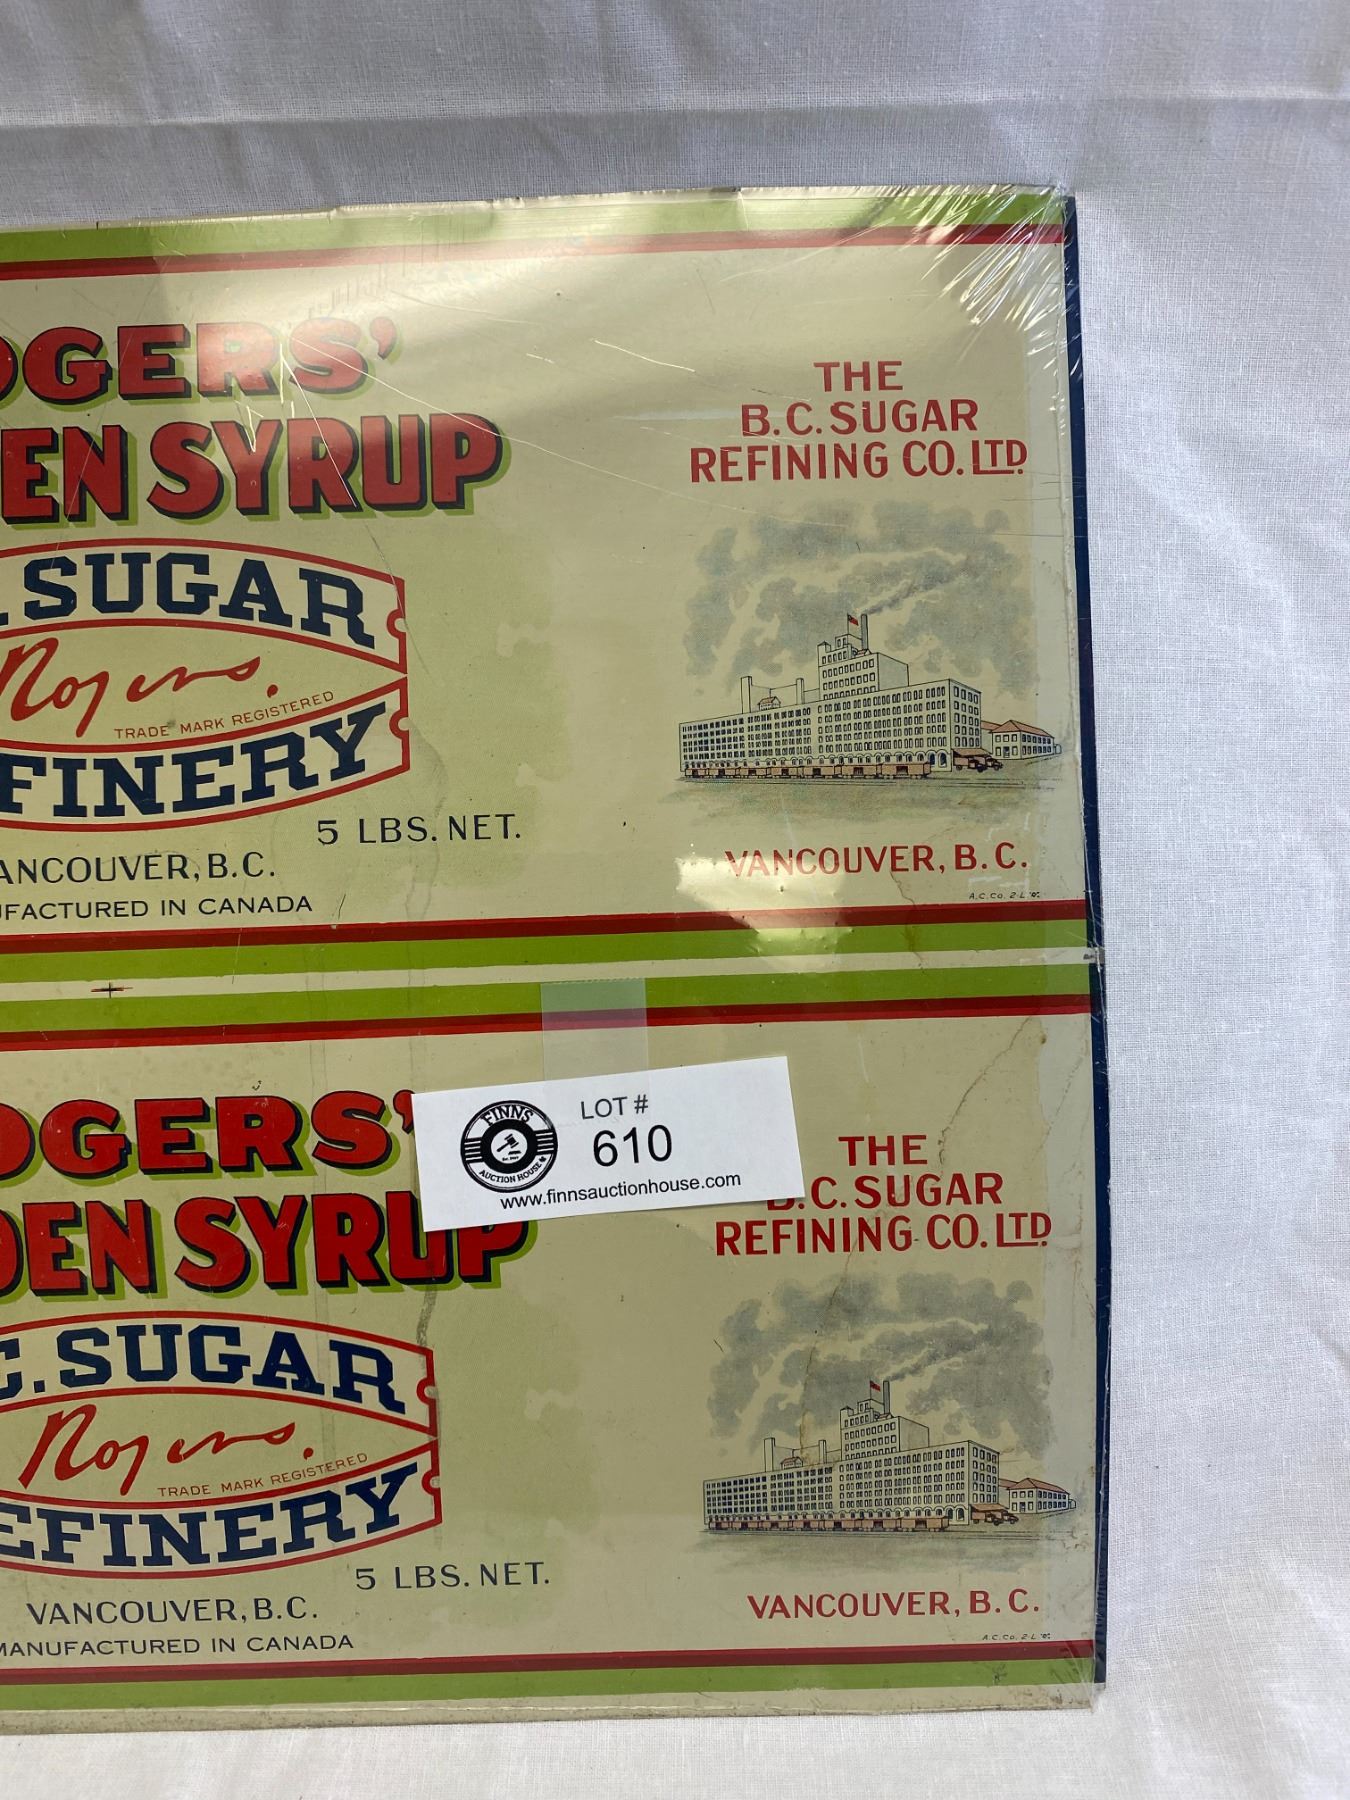 OGERS'
EN SYRUP
. SUGAR
Rogers.
TRADE MARK REGISTERED
FINERY
5 LBS. NET.
ANCOUVER, B.C.
UFACTURED IN CANADA
THE
B.C. SUGAR
REFINING CO. LTD.
VANCOUVER, B.C.
OGERS'
DEN SYRUP
C. SUGAR
Rogers.
TRADE MARK REGISTERED
EFINERY
5 LBS. NET.
VANCOUVER, B.C.
MANUFACTURED IN CANADA
FINNS
AUCTION HOUSE
LOT #
610
www.finnsauctionhouse.com
THE
B.C. SUGAR
REFINING CO. LTD.
VANCOUVER, B.C.